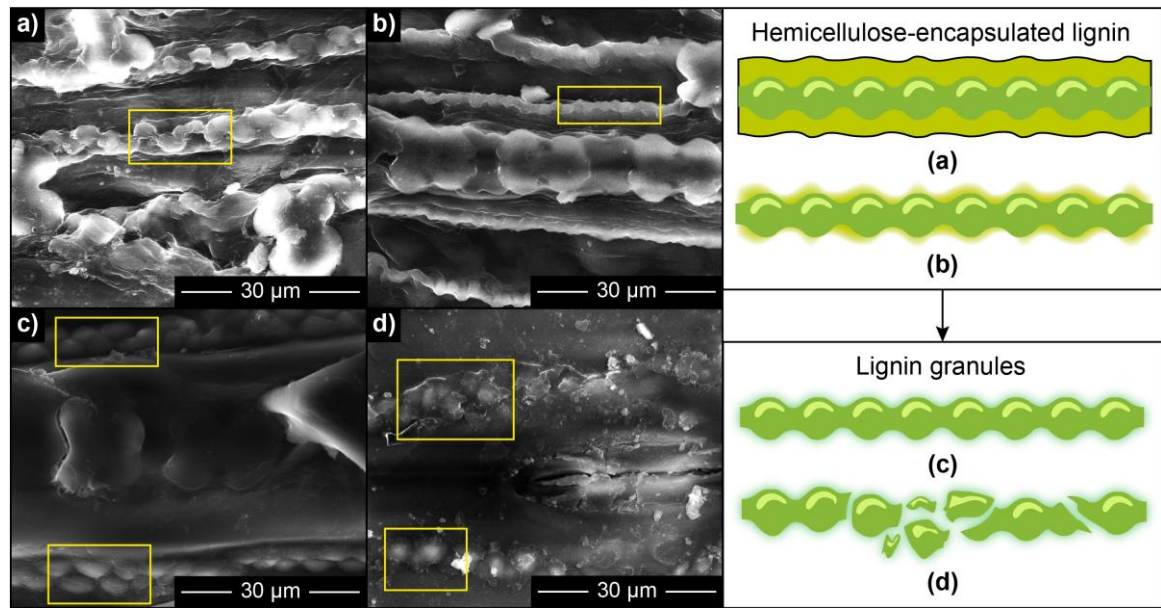 a)
b)
30 µm
30 µm
c)
d)
30 µm
30 µm
Hemicellulose-encapsulated lignin
(a)
(b)
Lignin granules
(c)
(d)